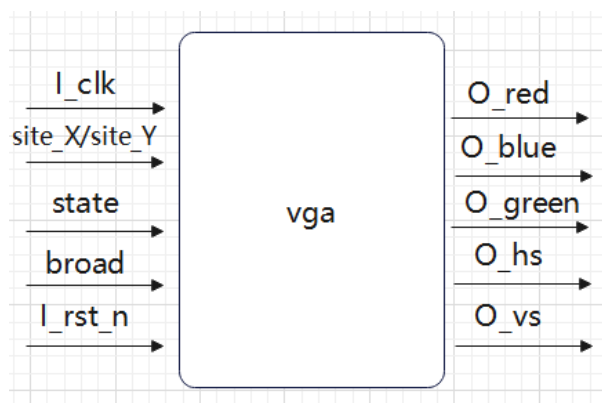 I_clk
site_X/site_Y
state
broad
I_rst_n
vga
O_red
O_blue
O_green
O_hs
O_vs